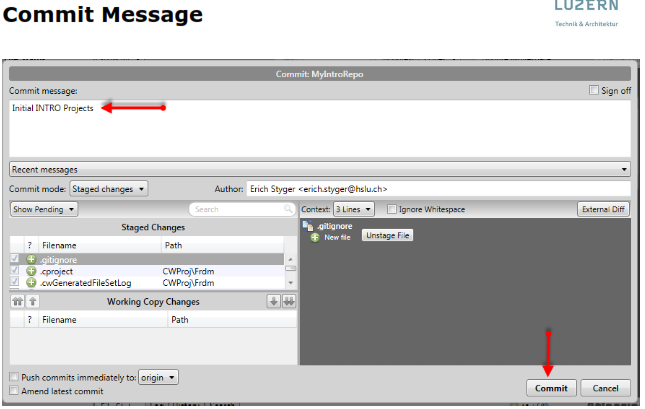 Commit Message
LUZERN
Technik & Architektur
Commit: MyIntroRepo
Commit message:
Sign off
Initial INTRO Projects
Recent messages
Commit mode: Staged changes
Author: Erich Styger <erich.styger@hslu.ch>
Show Pending
Search
Context: 3 Lines
Ignore Whitespace
External Diff
Staged Changes
? Filename Path
.gitignore
.cproject CWProj\Frdm
.cwGeneratedFileSetLog CWProj\Frdm
.gitignore
New file
Unstage File
Working Copy Changes
? Filename Path
Push commits immediately to: origin
Amend latest commit
Commit
Cancel